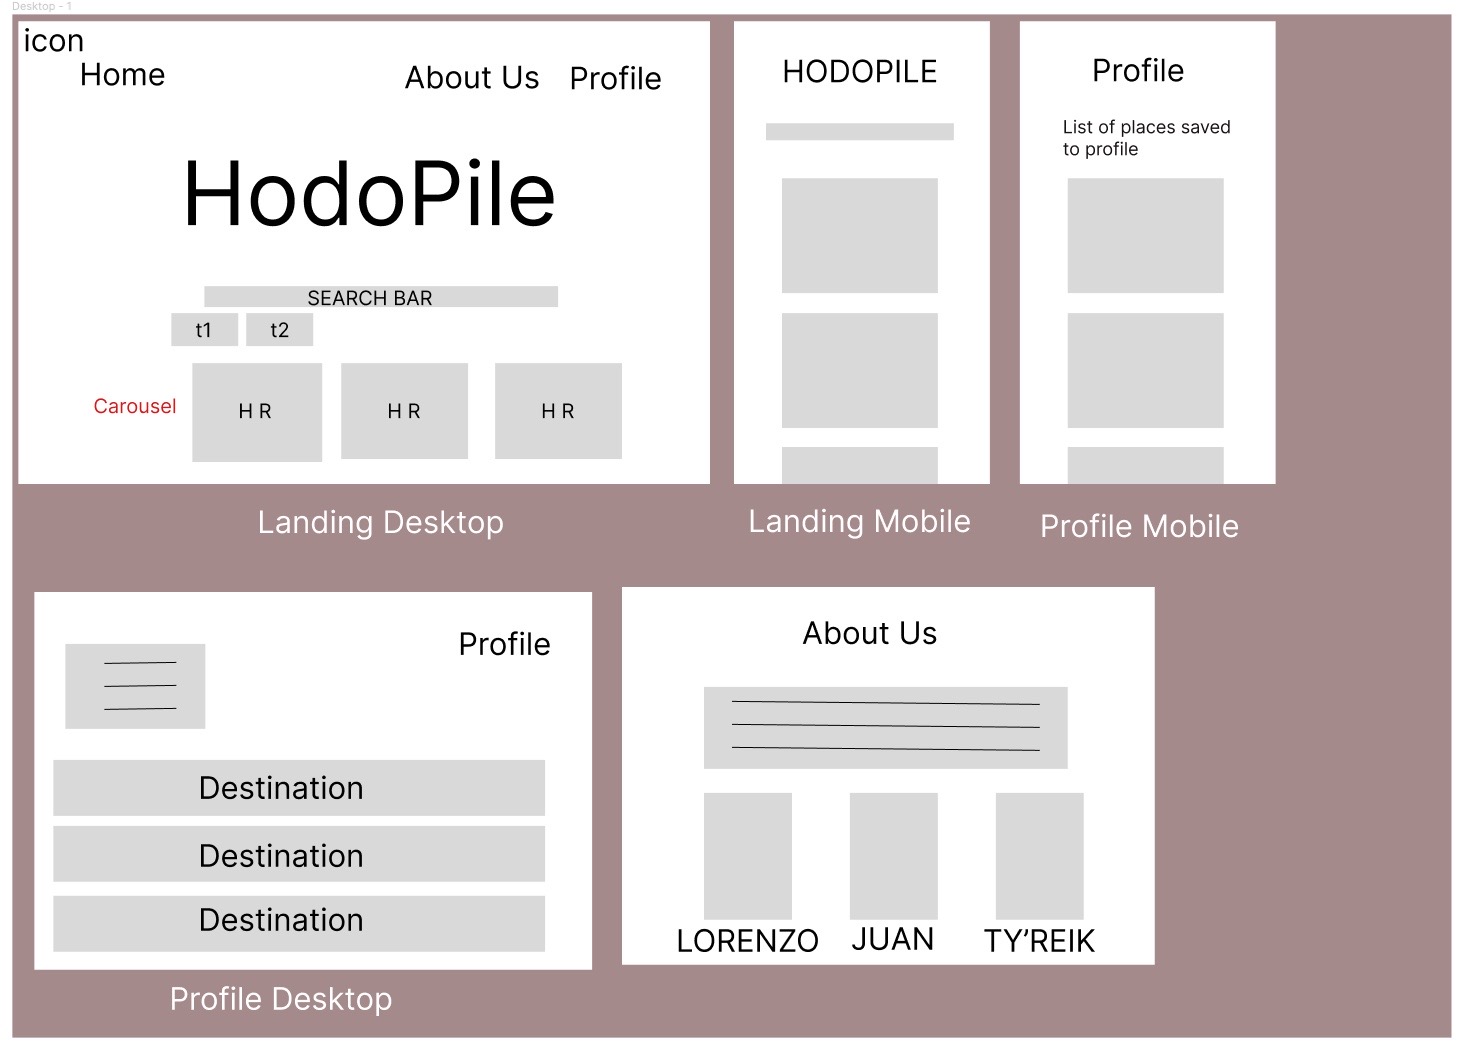 Desktop - 1
icon
Home
About Us
Profile
HodoPile
SEARCH BAR
t1
t2
Carousel
H R
H R
H R
Landing Desktop
HODOPILE
Landing Mobile
Profile
List of places saved
to profile
Profile Mobile
Profile
Destination
Destination
Destination
Profile Desktop
About Us
LORENZO
JUAN
TY’REIK